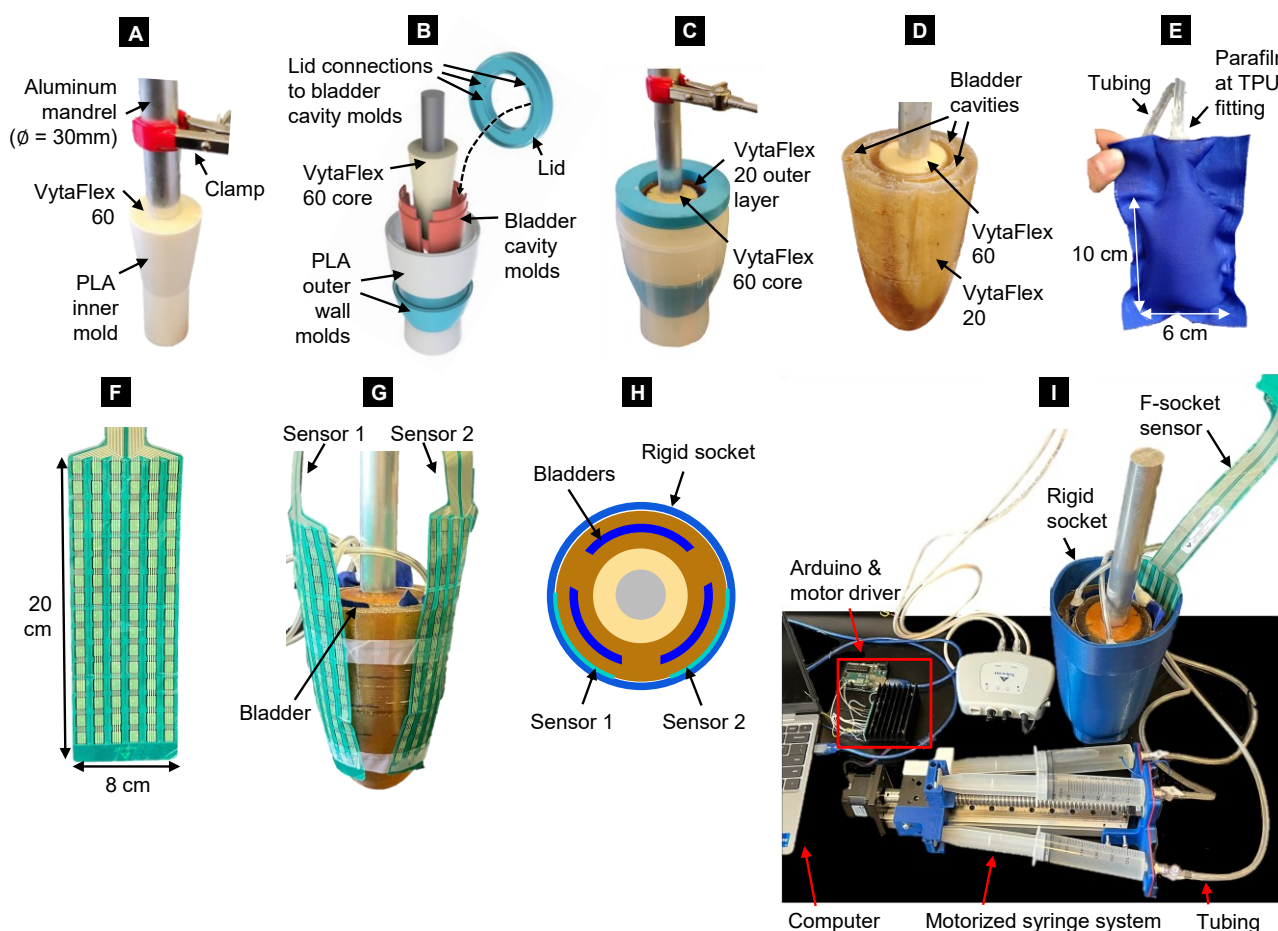 A
Aluminum
mandrel
(Ø = 30mm)
Clamp
VytaFlex
60
PLA
inner
mold
B
Lid connections
to bladder
cavity molds
Lid
VytaFlex
60 core
Bladder
cavity
molds
PLA
outer
wall
molds
C
VytaFlex
20 outer
layer
VytaFlex
60 core
D
Bladder
cavities
VytaFlex
60
VytaFlex
20
E
Tubing
Parafilm
at TPU
fitting
10 cm
6 cm
F
20
cm
8 cm
G
Sensor 1
Sensor 2
Bladder
H
Rigid socket
Bladders
Sensor 1
Sensor 2
I
F-socket
sensor
Rigid
socket
Arduino &
motor driver
Computer
Motorized syringe system
Tubing